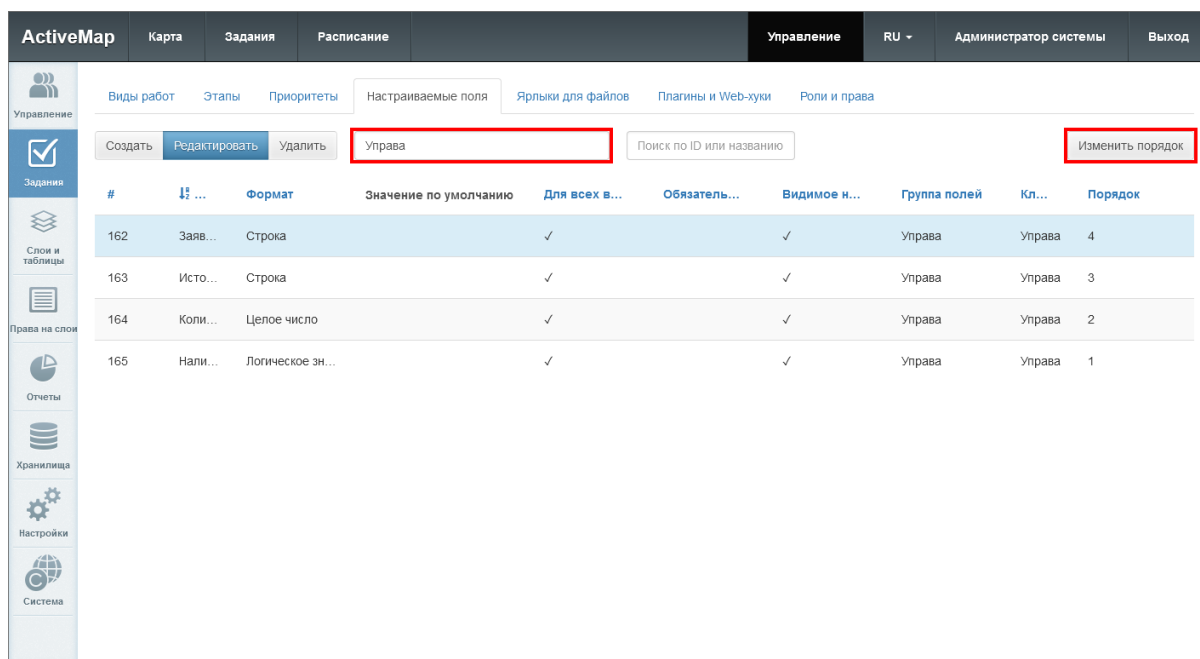 ActiveMap Карта Задания Расписание Управление RU Администратор системы Выход
Управление
Задания
Слои и
таблицы
Права на слои
Отчеты
Хранилища
Настройки
Система
Виды работ Этапы Приоритеты Настраиваемые поля Ярлыки для файлов Плагины и Web-хуки Роли и права
Создать Редактировать Удалить Управа Поиск по ID или названию Изменить порядок
# ... Формат Значение по умолчанию Для всех в... Обязатель... Видимое н... Группа полей Кл... Порядок
162 Заяв... Строка ✓ ✓ Управа Управа 4
163 Исто... Строка ✓ ✓ Управа Управа 3
164 Коли... Целое число ✓ ✓ Управа Управа 2
165 Нали... Логическое зн... ✓ ✓ Управа Управа 1